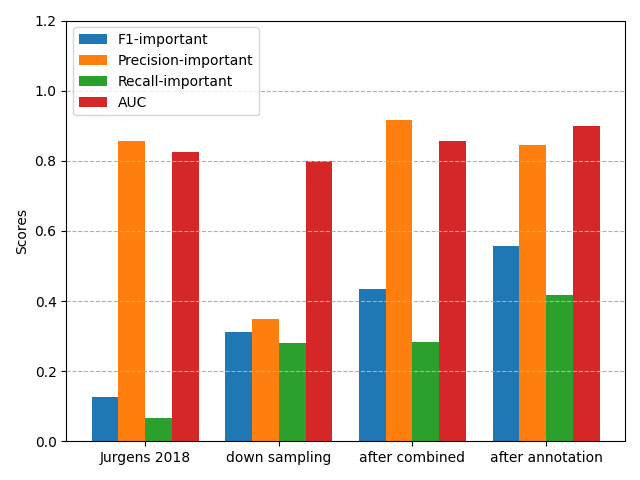 1.2
1.0
0.8
0.6
0.4
0.2
0.0
Scores
F1-important
Precision-important
Recall-important
AUC
Jurgens 2018
down sampling
after combined
after annotation